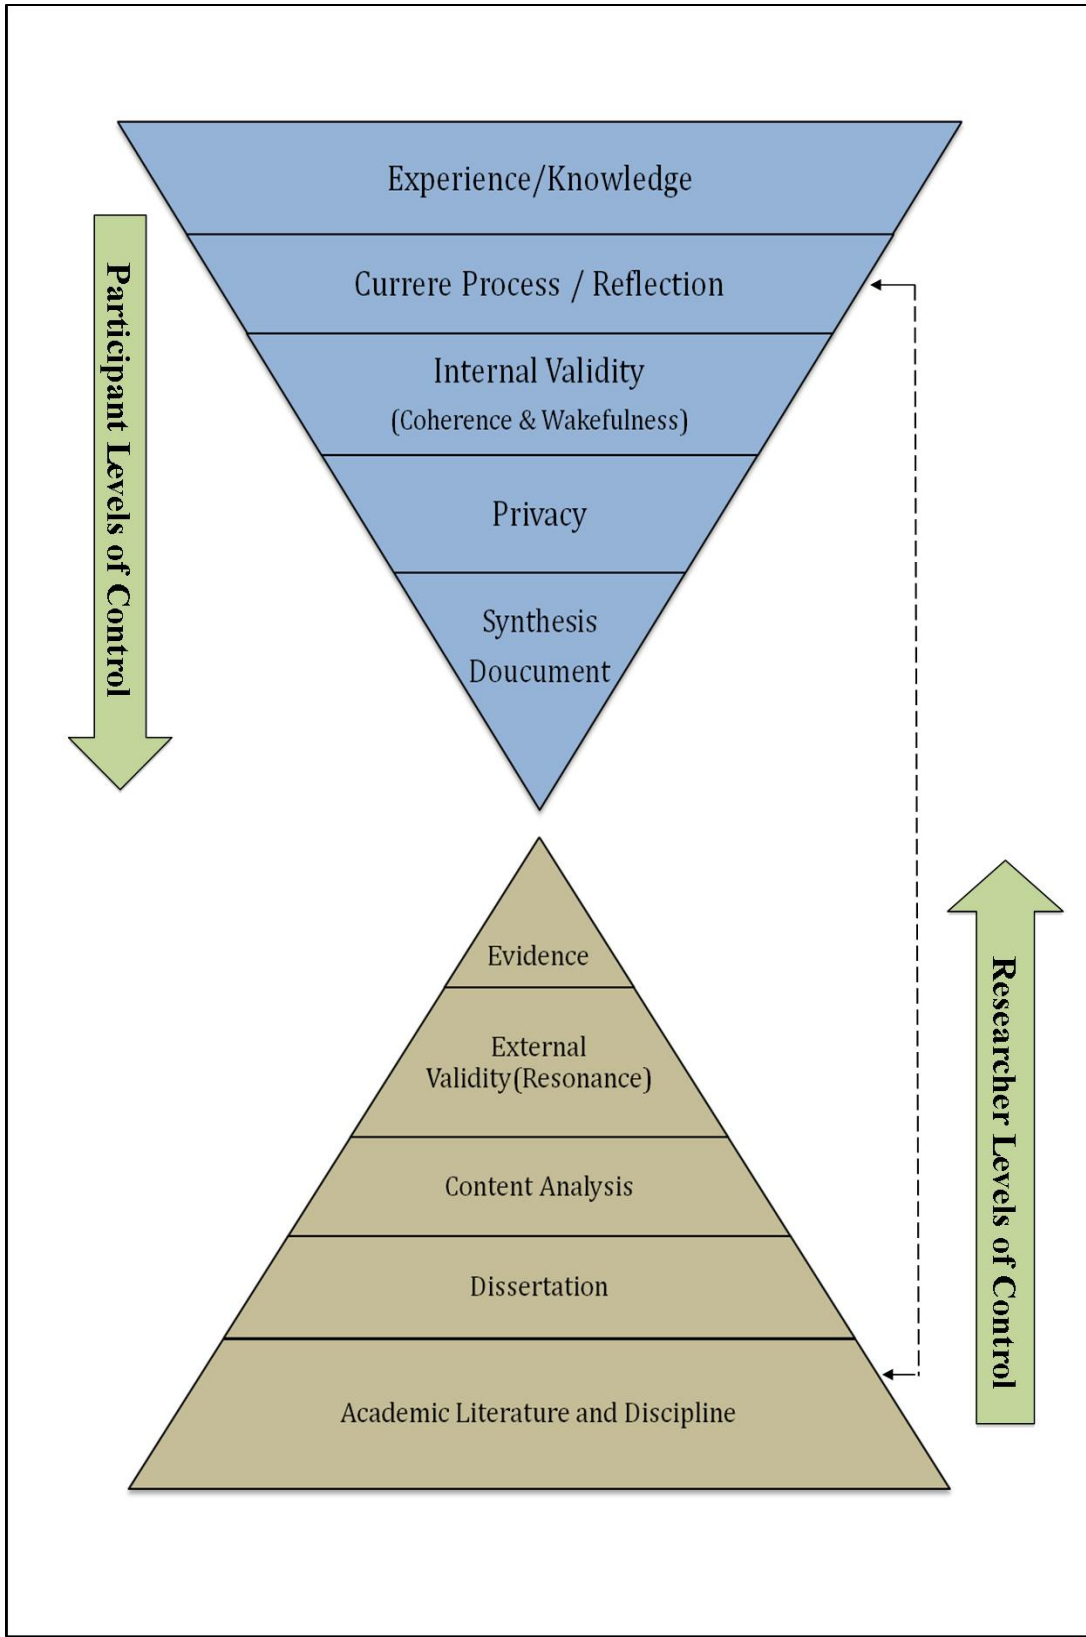 Experience/Knowledge
Participant Levels of Control
Currere Process / Reflection
Internal Validity
(Coherence & Wakefulness)
Privacy
Synthesis
Doucument
Evidence
Researcher Levels of Control
External
Validity(Resonance)
Content Analysis
Dissertation
Academic Literature and Discipline